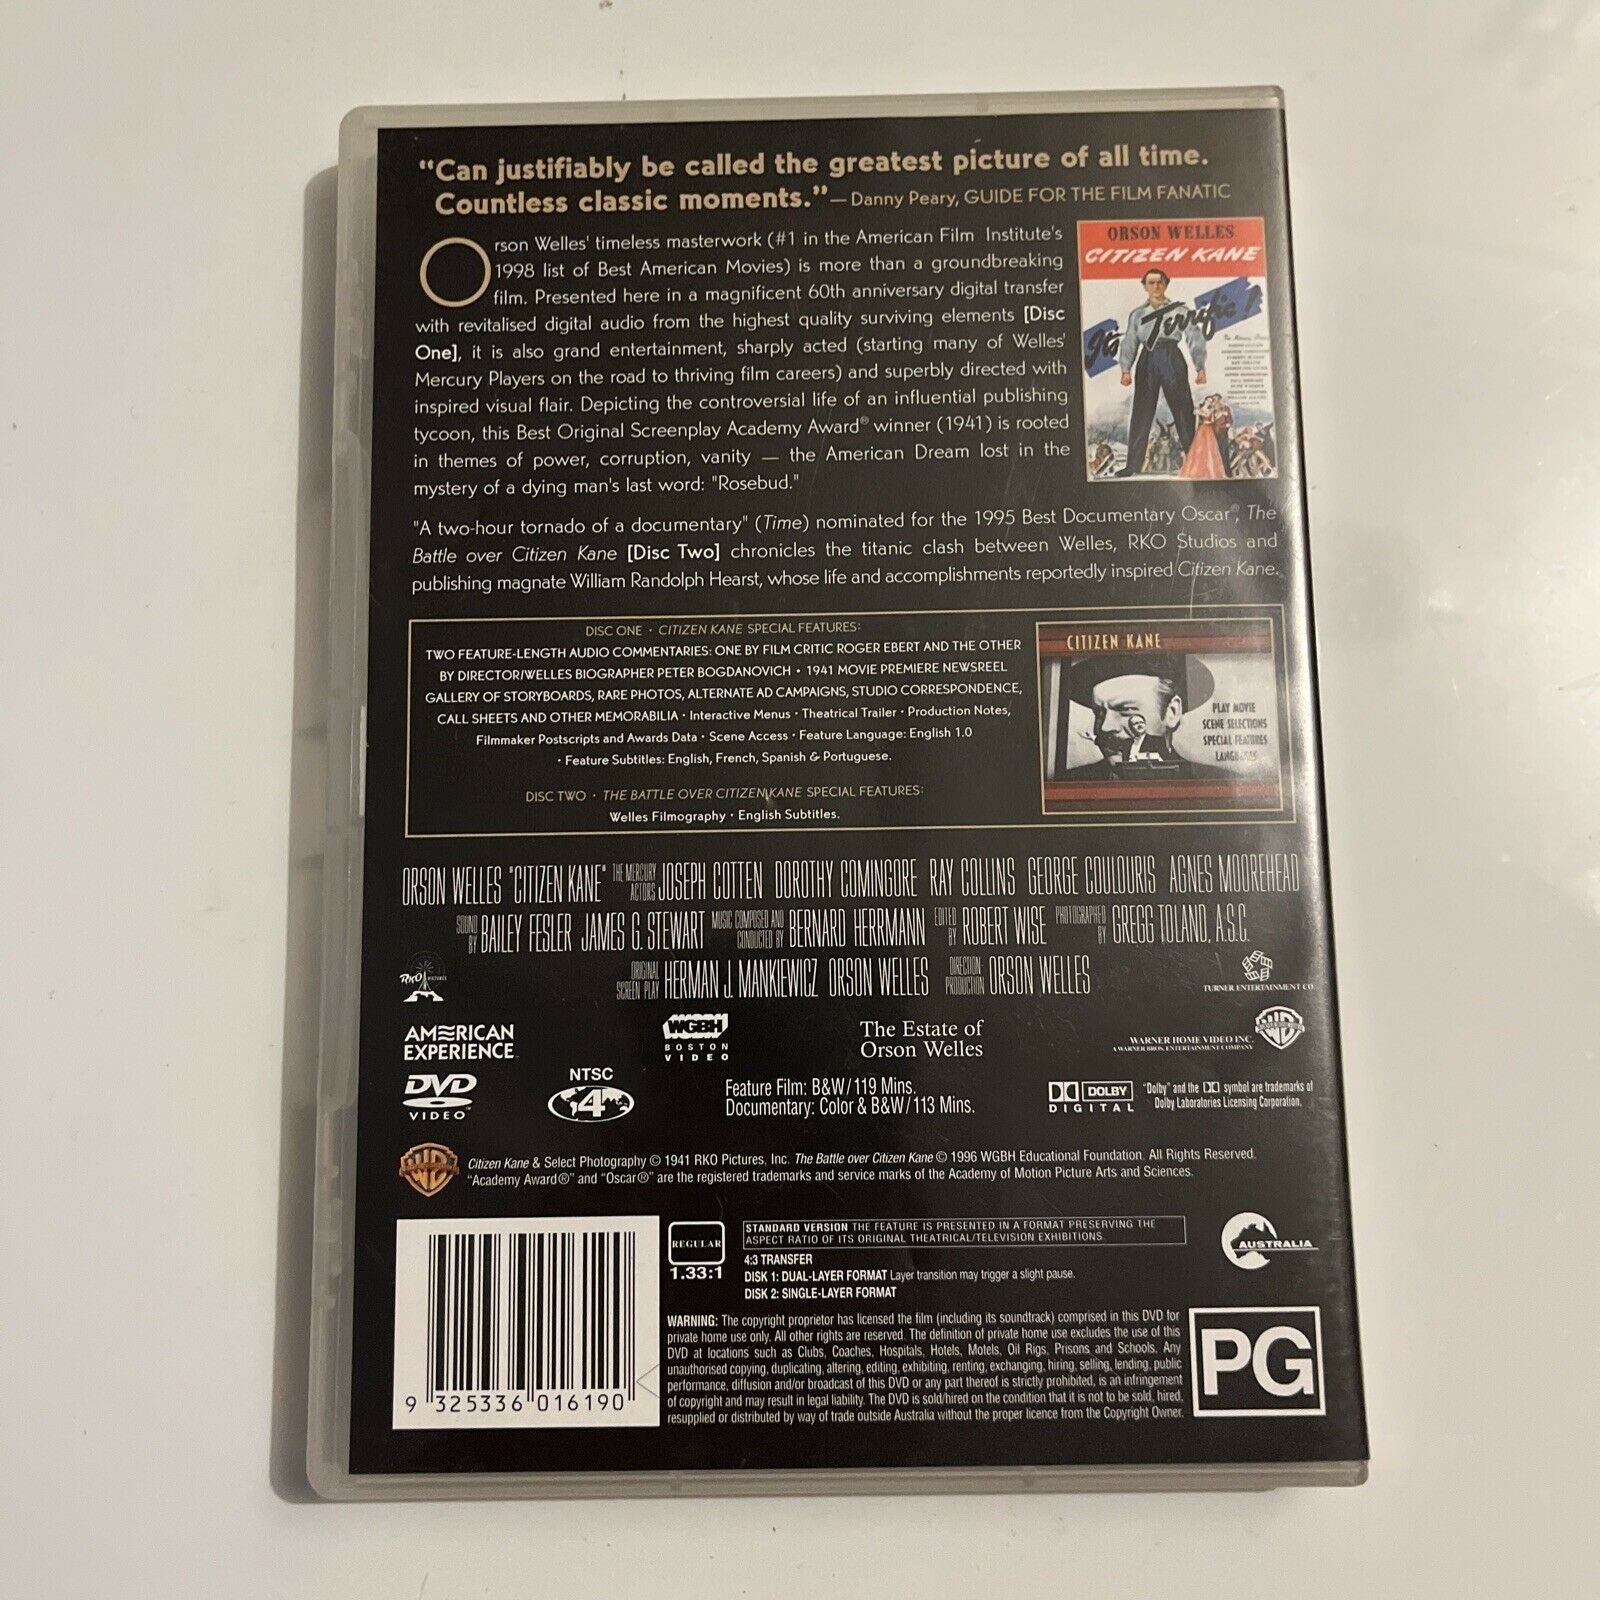 “Can justifiably be called the greatest picture of all time.
Countless classic moments.” — Danny Peary, GUIDE FOR THE FILM FANATIC
Orson Welles' timeless masterwork (#1 in the American Film Institute's
1998 list of Best American Movies) is more than a groundbreaking
film. Presented here in a magnificent 60th anniversary digital transfer
with revitalised digital audio from the highest quality surviving elements [Disc
One], it is also grand entertainment, sharply acted (starting many of Welles'
Mercury Players on the road to thriving film careers) and superbly directed with
inspired visual flair. Depicting the controversial life of an influential publishing
tycoon, this Best Original Screenplay Academy Award® winner (1941) is rooted
in themes of power, corruption, vanity — the American Dream lost in the
mystery of a dying man's last word: "Rosebud."
ORSON WELLES
CITIZEN KANE
It's Terrific!
"A two-hour tornado of a documentary" (Time) nominated for the 1995 Best Documentary Oscar®, The
Battle over Citizen Kane [Disc Two] chronicles the titanic clash between Welles, RKO Studios and
publishing magnate William Randolph Hearst, whose life and accomplishments reportedly inspired Citizen Kane.
DISC ONE • CITIZEN KANE SPECIAL FEATURES:
TWO FEATURE-LENGTH AUDIO COMMENTARIES: ONE BY FILM CRITIC ROGER EBERT AND THE OTHER
BY DIRECTOR/WELLES BIOGRAPHER PETER BOGDANOVICH • 1941 MOVIE PREMIERE NEWSREEL
GALLERY OF STORYBOARDS, RARE PHOTOS, ALTERNATE AD CAMPAIGNS, STUDIO CORRESPONDENCE,
CALL SHEETS AND OTHER MEMORABILIA • Interactive Menus • Theatrical Trailer • Production Notes,
Filmmaker Postscripts and Awards Data • Scene Access • Feature Language: English 1.0
• Feature Subtitles: English, French, Spanish & Portuguese.
DISC TWO • THE BATTLE OVER CITIZEN KANE SPECIAL FEATURES:
Welles Filmography • English Subtitles.
CITIZEN KANE
PLAY MOVIE
SCENE SELECTIONS
SPECIAL FEATURES
LANGUAGES
ORSON WELLES "CITIZEN KANE" THE MERCURY ACTORS JOSEPH COTTEN DOROTHY COMINGORE RAY COLLINS GEORGE COULOURIS AGNES MOOREHEAD
SOUND BY BAILEY FESLER JAMES G. STEWART MUSIC COMPOSED AND CONDUCTED BY BERNARD HERRMANN EDITED BY ROBERT WISE PHOTOGRAPHED BY GREGG TOLAND, A.S.C.
ORIGINAL SCREEN PLAY HERMAN J. MANKIEWICZ ORSON WELLES DIRECTION PRODUCTION ORSON WELLES
RKO PICTURES
TURNER ENTERTAINMENT CO
AMERICAN
EXPERIENCE
WGBH
BOSTON
VIDEO
The Estate of
Orson Welles
WARNER HOME VIDEO INC.
A WARNER BROS. ENTERTAINMENT COMPANY
DVD
VIDEO™
NTSC
4
Feature Film: B&W/119 Mins.
Documentary: Color & B&W/113 Mins.
DOLBY
DIGITAL
"Dolby" and the DD symbol are trademarks of
Dolby Laboratories Licensing Corporation.
Citizen Kane & Select Photography © 1941 RKO Pictures, Inc. The Battle over Citizen Kane © 1996 WGBH Educational Foundation. All Rights Reserved.
"Academy Award®" and "Oscar®" are the registered trademarks and service marks of the Academy of Motion Picture Arts and Sciences.
9 325336 016190
REGULAR
1.33:1
STANDARD VERSION THE FEATURE IS PRESENTED IN A FORMAT PRESERVING THE
ASPECT RATIO OF ITS ORIGINAL THEATRICAL/TELEVISION EXHIBITIONS
4:3 TRANSFER
DISK 1: DUAL-LAYER FORMAT Layer transition may trigger a slight pause.
DISK 2: SINGLE-LAYER FORMAT
AUSTRALIA
WARNING: The copyright proprietor has licensed the film (including its soundtrack) comprised in this DVD for
private home use only. All other rights are reserved. The definition of private home use excludes the use of this
DVD at locations such as Clubs, Coaches, Hospitals, Hotels, Motels, Oil Rigs, Prisons and Schools. Any
unauthorised copying, duplicating, altering, editing, exhibiting, renting, exchanging, hiring, selling, lending, public
performance, diffusion and/or broadcast of this DVD or any part thereof is strictly prohibited, is an infringement
of copyright and may result in legal liability. The DVD is sold/hired on the condition that it is not to be sold, hired,
resupplied or distributed by way of trade outside Australia without the proper licence from the Copyright Owner.
PG